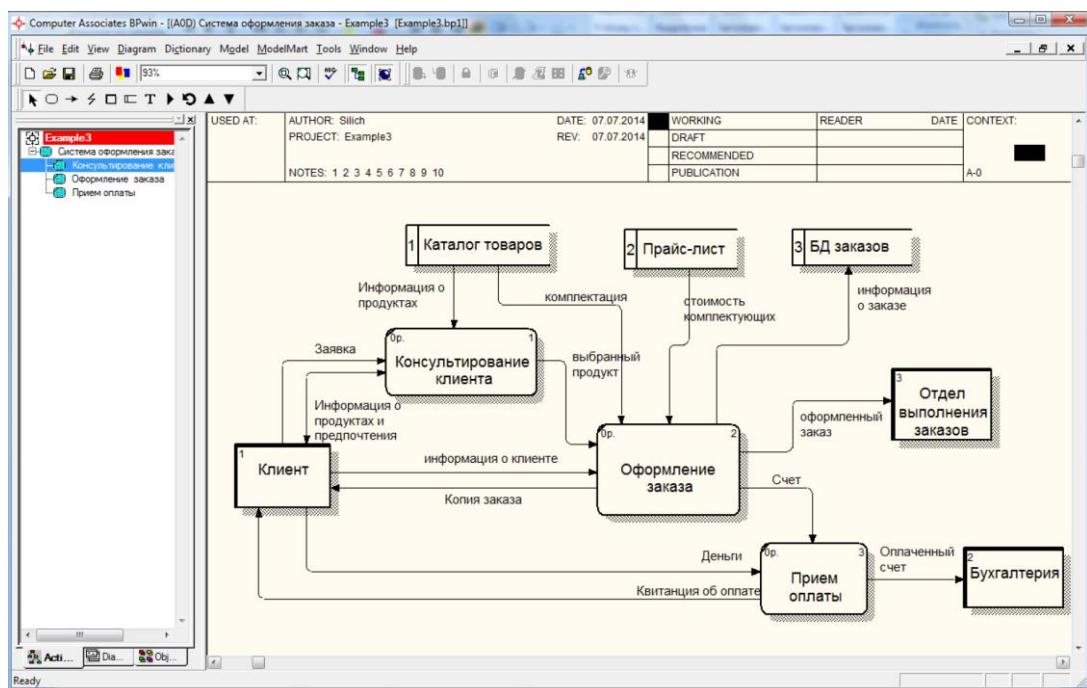 Computer Associates BPwin - [(A0D) Система оформления заказа - Example3 [Example3.bp1]]
File Edit View Diagram Dictionary Model ModelMart Tools Window Help
93%
Example3
Система оформления зака
Консультирование кли
Оформление заказа
Прием оплаты
Acti... Dia... Obj...
USED AT:
AUTHOR: Silich
PROJECT: Example3
NOTES: 1 2 3 4 5 6 7 8 9 10
DATE: 07.07.2014
REV: 07.07.2014
WORKING
DRAFT
RECOMMENDED
PUBLICATION
READER DATE
CONTEXT:
A-0
1 Каталог товаров
2 Прайс-лист
3 БД заказов
Информация о
продуктах
комплектация
стоимость
комплектующих
информация
о заказе
0р. 1
Консультирование
клиента
Заявка
выбранный
продукт
Информация о
продуктах и
предпочтения
3
Отдел
выполнения
заказов
оформленный
заказ
1
Клиент
информация о клиенте
Копия заказа
0р. 2
Оформление
заказа
Счет
Деньги
Квитанция об оплате
0р. 3
Прием
оплаты
Оплаченный
счет
2
Бухгалтерия
Ready